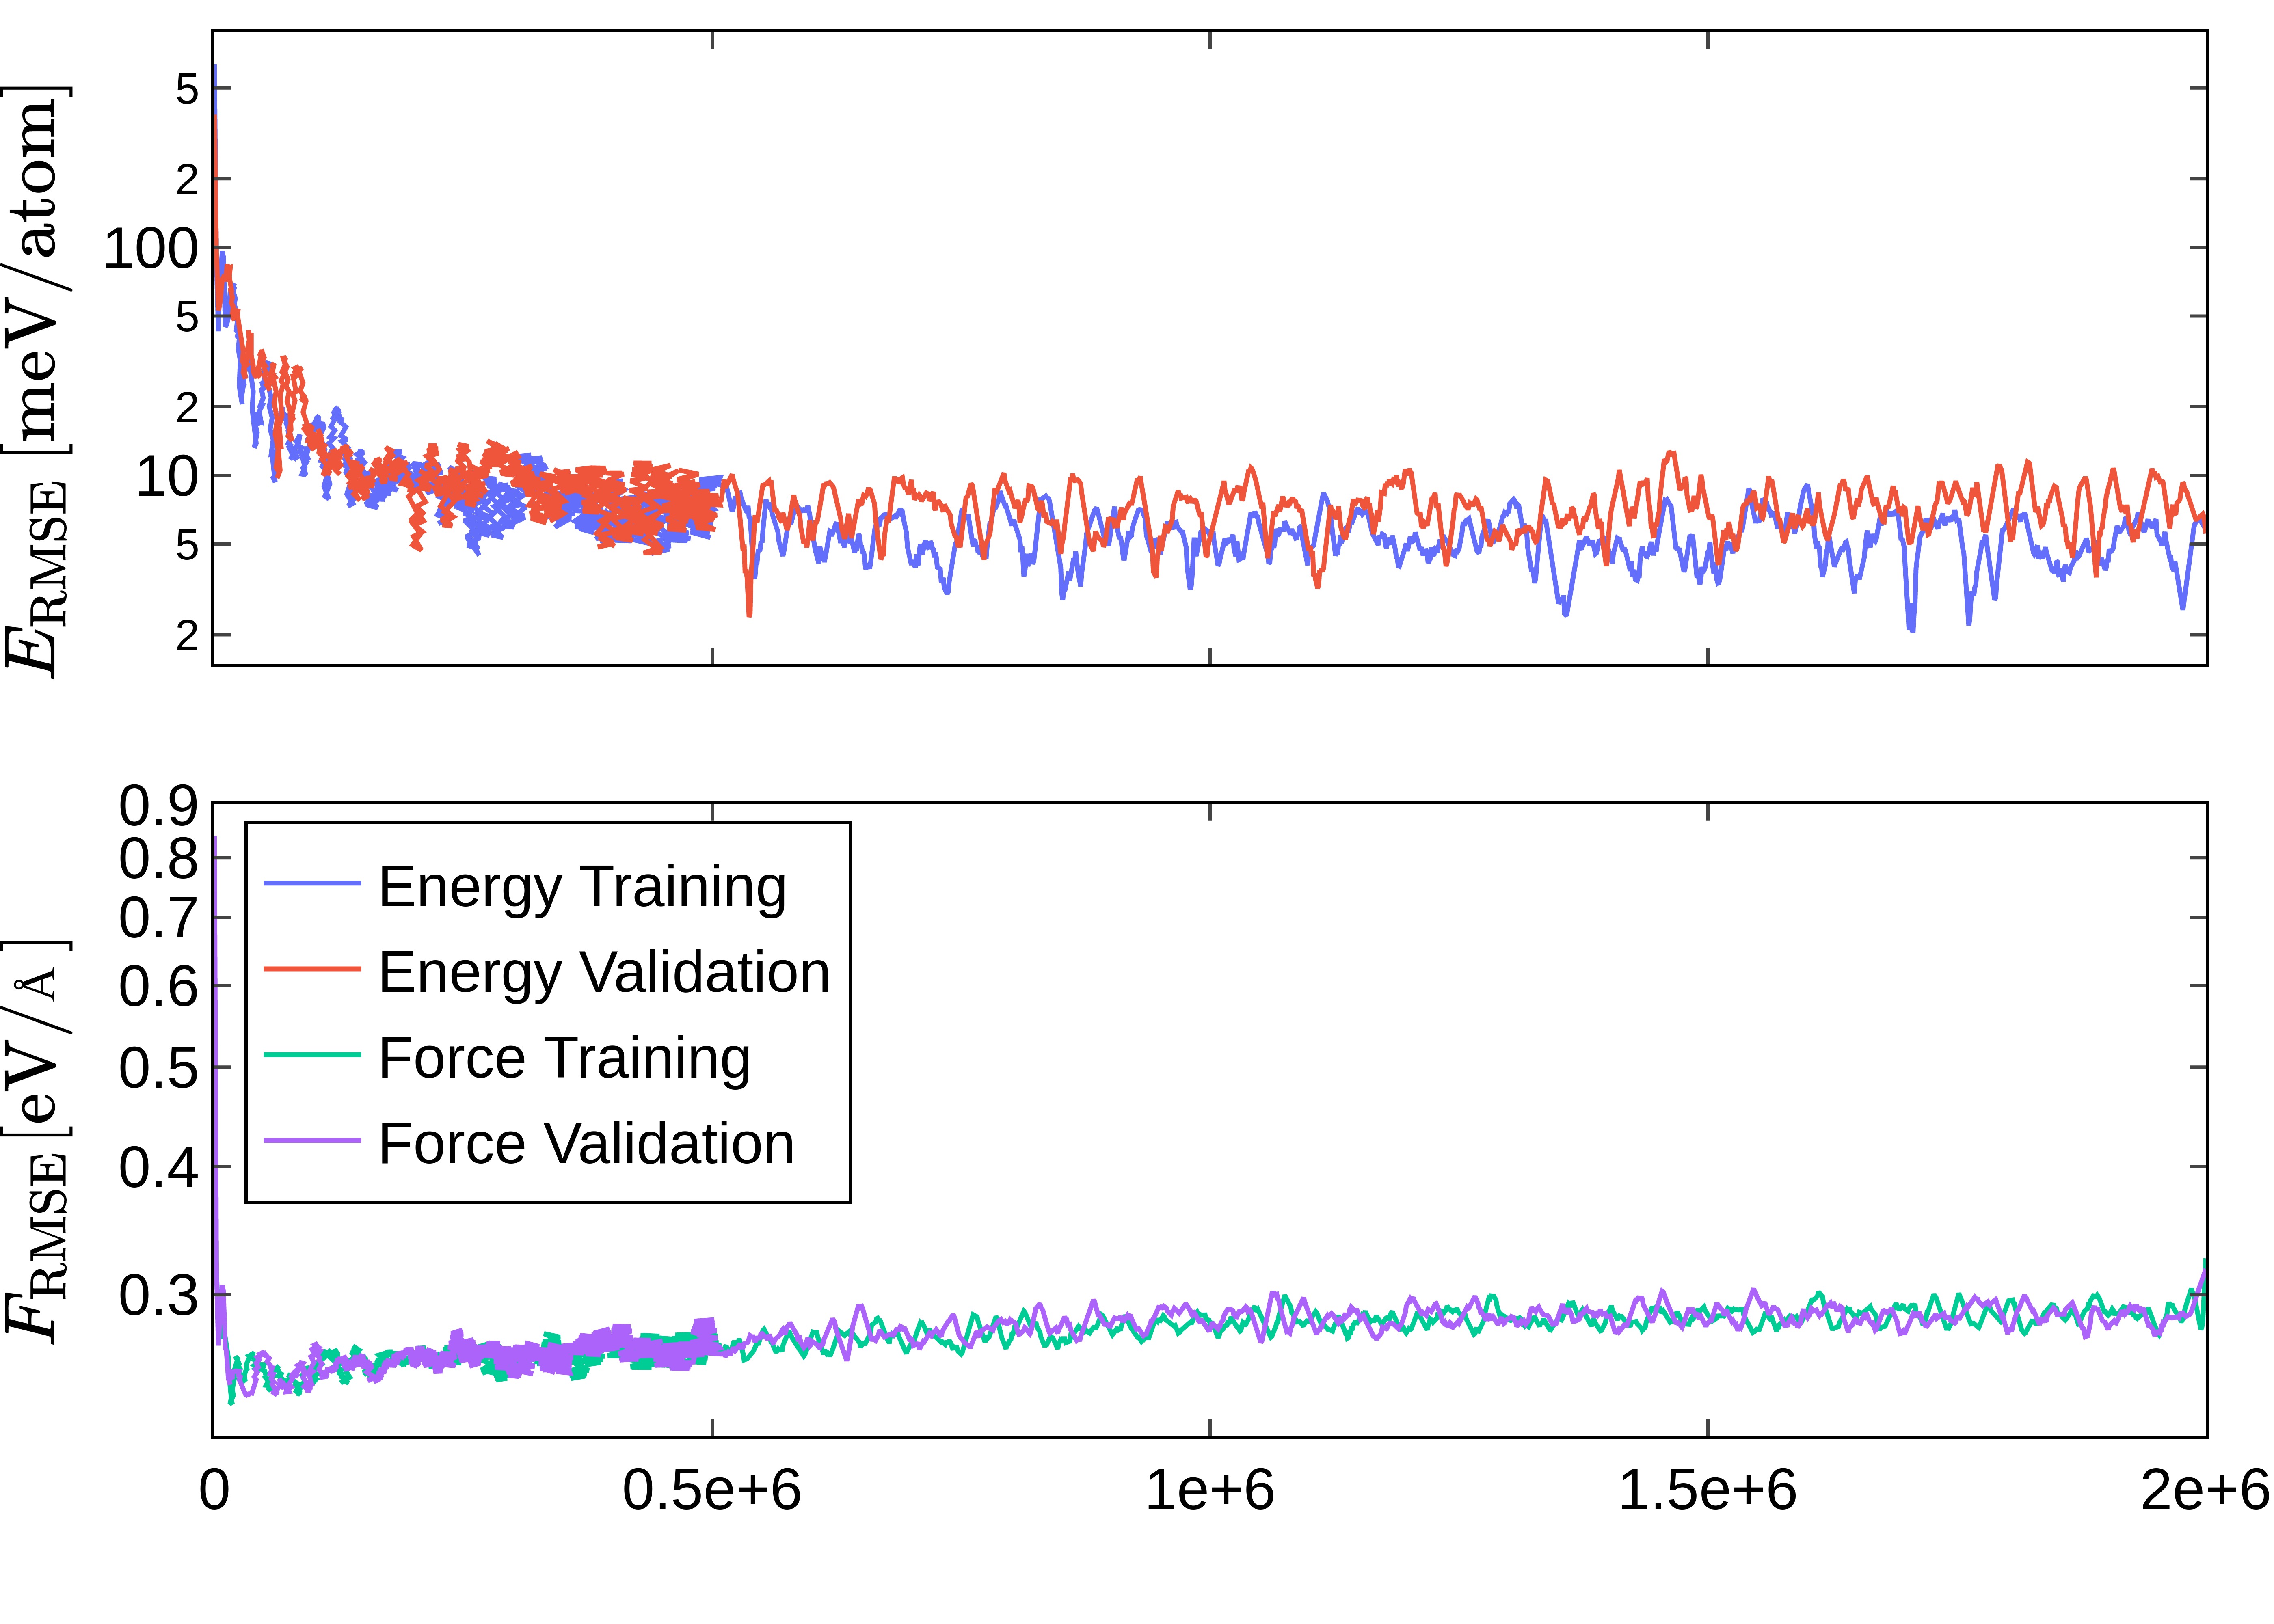 E_RMSE [meV/atom]
5
2
100
5
2
10
5
2
F_RMSE [eV/Å]
0.9
0.8
0.7
0.6
0.5
0.4
0.3
Energy Training
Energy Validation
Force Training
Force Validation
0 0.5e+6 1e+6 1.5e+6 2e+6